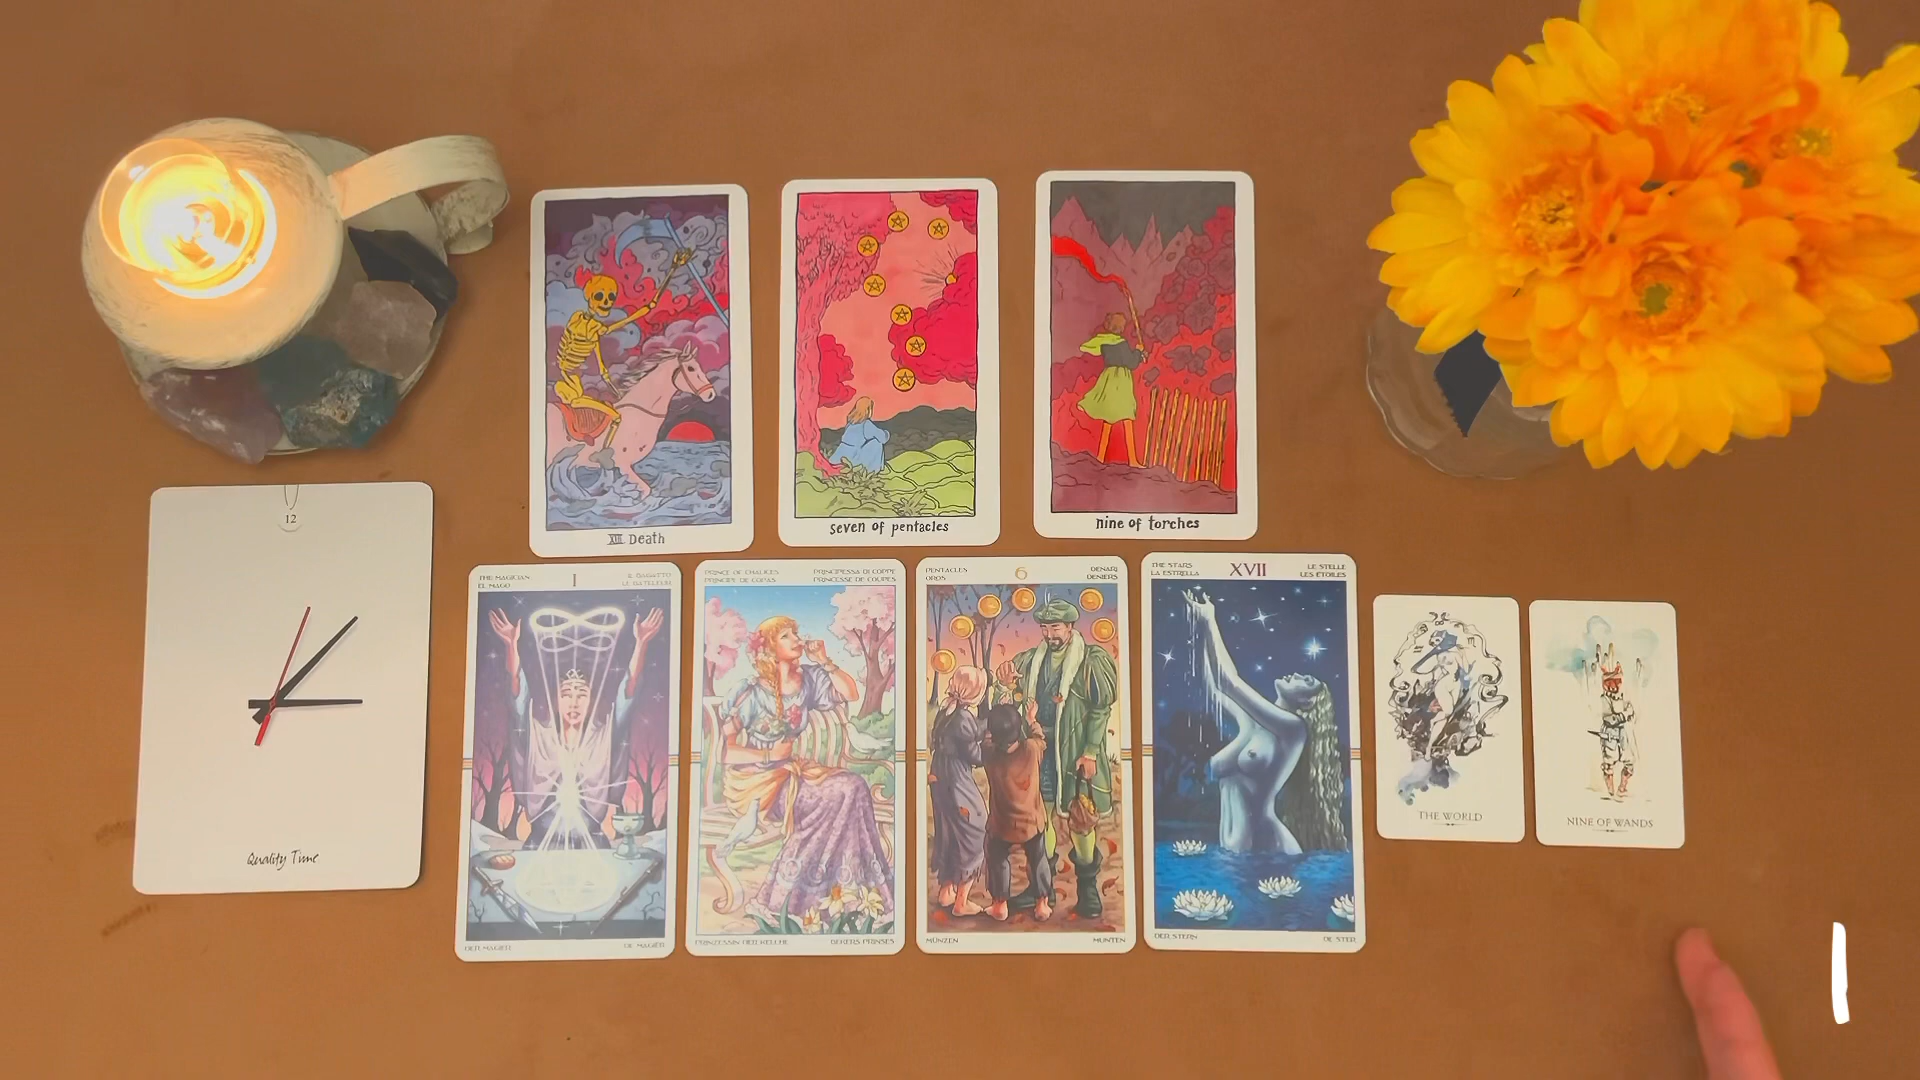 XIII Death
seven of pentacles
nine of torches
12
Quality Time
THE MAGICIAN
EL MAGO
I
IL BAGATTO
LE BATELEUR
DER MAGIER
DE MAGIËR
PRINCE OF CHALICES
PRINCIPE DE COPAS
PRINCIPESSA DI COPPE
PRINCESSE DE COUPES
PRINZESSIN DER KELCHE
BEKERS PRINSES
PENTACLES
OROS
6
DENARI
DENIERS
MÜNZEN
MUNTEN
THE STARS
LA ESTRELLA
XVII
LE STELLE
LES ÉTOILES
DER STERN
DE STER
THE WORLD
NINE OF WANDS
1